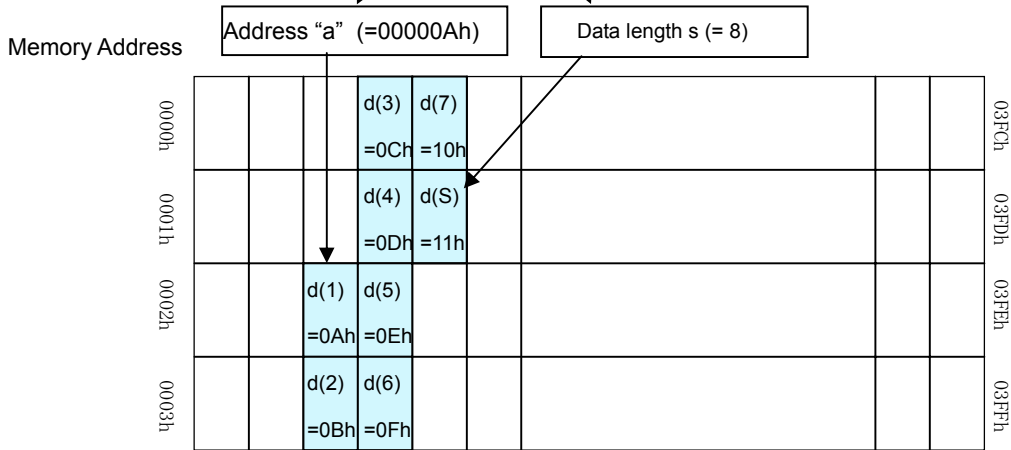 Address “a” (=00000Ah)
Data length s (= 8)
Memory Address
0000h
d(3)
d(7)
03FCh
=0Ch
=10h
0001h
d(4)
d(S)
03FDh
=0Dh
=11h
0002h
d(1)
d(5)
03FEh
=0Ah
=0Eh
0003h
d(2)
d(6)
03FFh
=0Bh
=0Fh